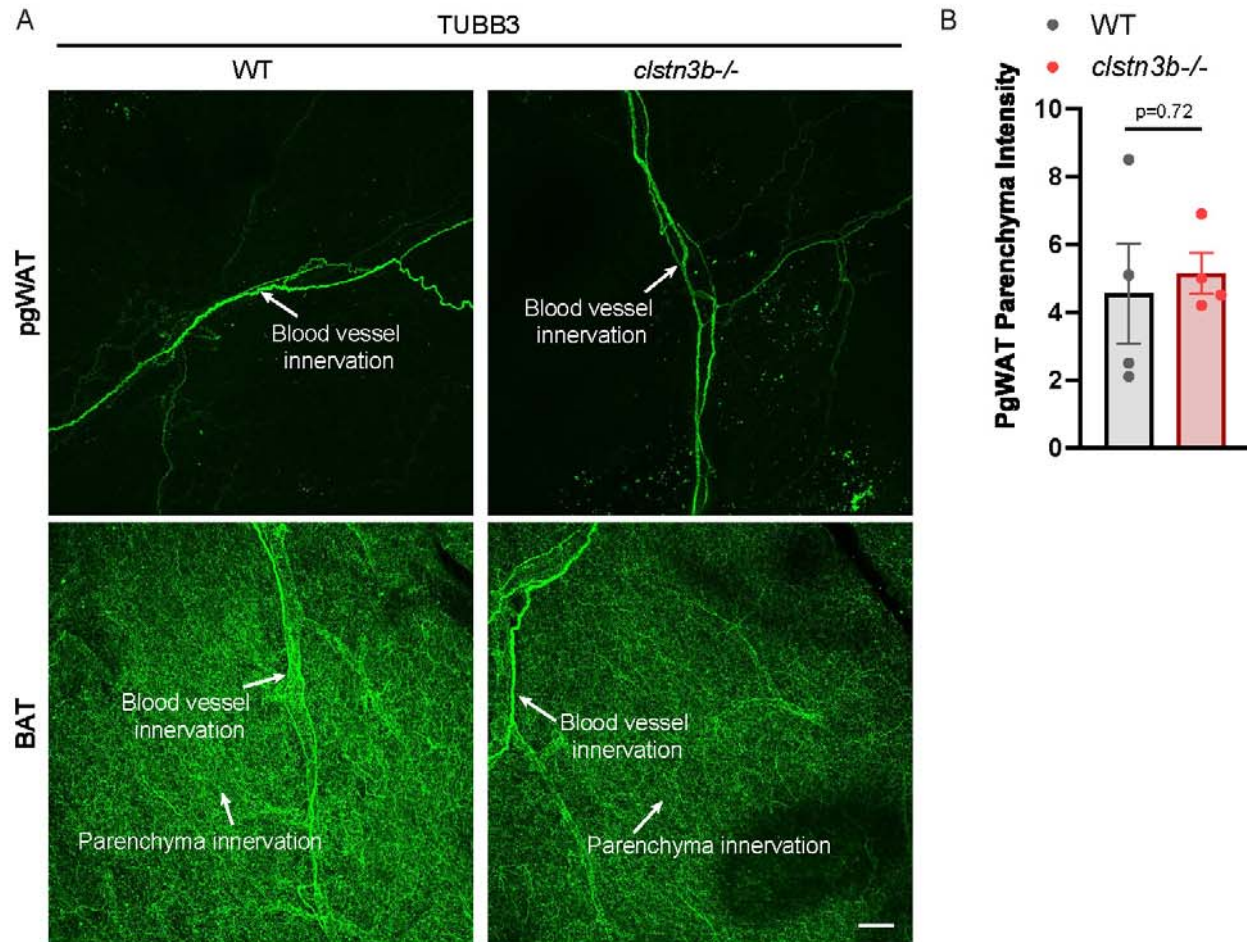 A
TUBB3
WT
clstn3b-/-
pgWAT
Blood vessel
innervation
Blood vessel
innervation
BAT
Blood vessel
innervation
Parenchyma innervation
Blood vessel
innervation
Parenchyma innervation
B
WT
clstn3b-/-
PgWAT Parenchyma Intensity
10
p=0.72
8
6
4
2
0